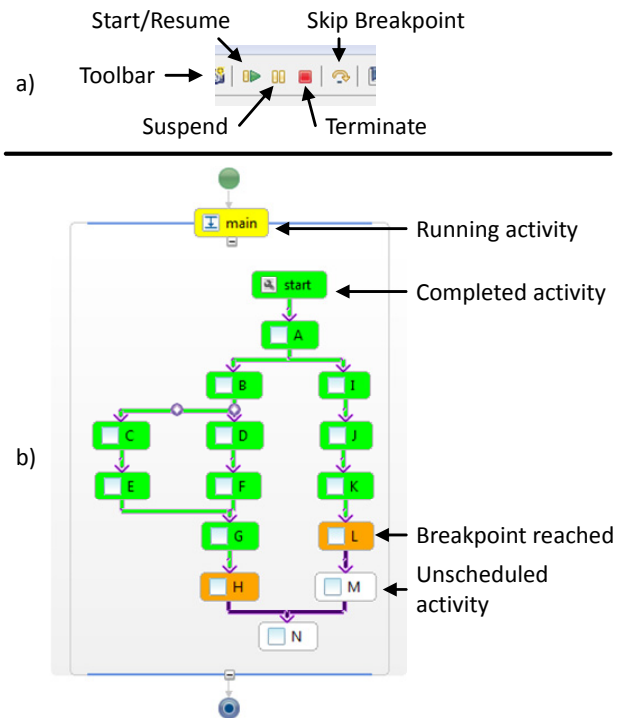 Start/Resume Skip Breakpoint
a) Toolbar
Suspend Terminate
main
Running activity
start
Completed activity
A
B I
C D J
b)
E F K
G L Breakpoint reached
H M Unscheduled
activity
N